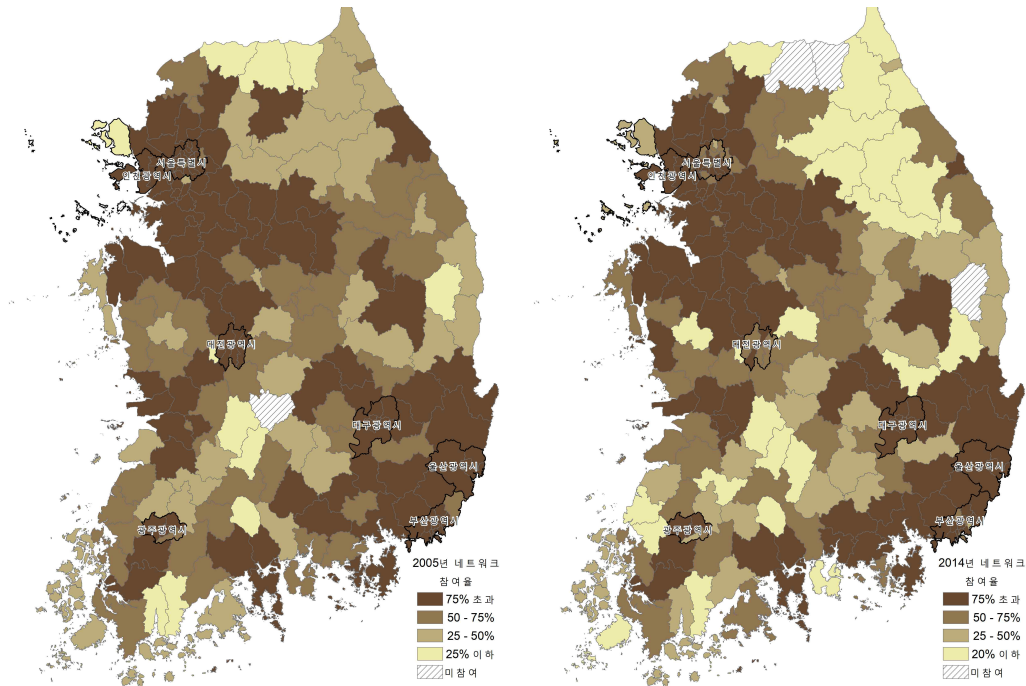 서울특별시
인천광역시
대전광역시
대구광역시
울산광역시
부산광역시
광주광역시
2005년 네트워크
참여율
75% 초과
50 - 75%
25 - 50%
25% 이하
미참여
서울특별시
인천광역시
대전광역시
대구광역시
울산광역시
부산광역시
광주광역시
2014년 네트워크
참여율
75% 초과
50 - 75%
25 - 50%
20% 이하
미참여